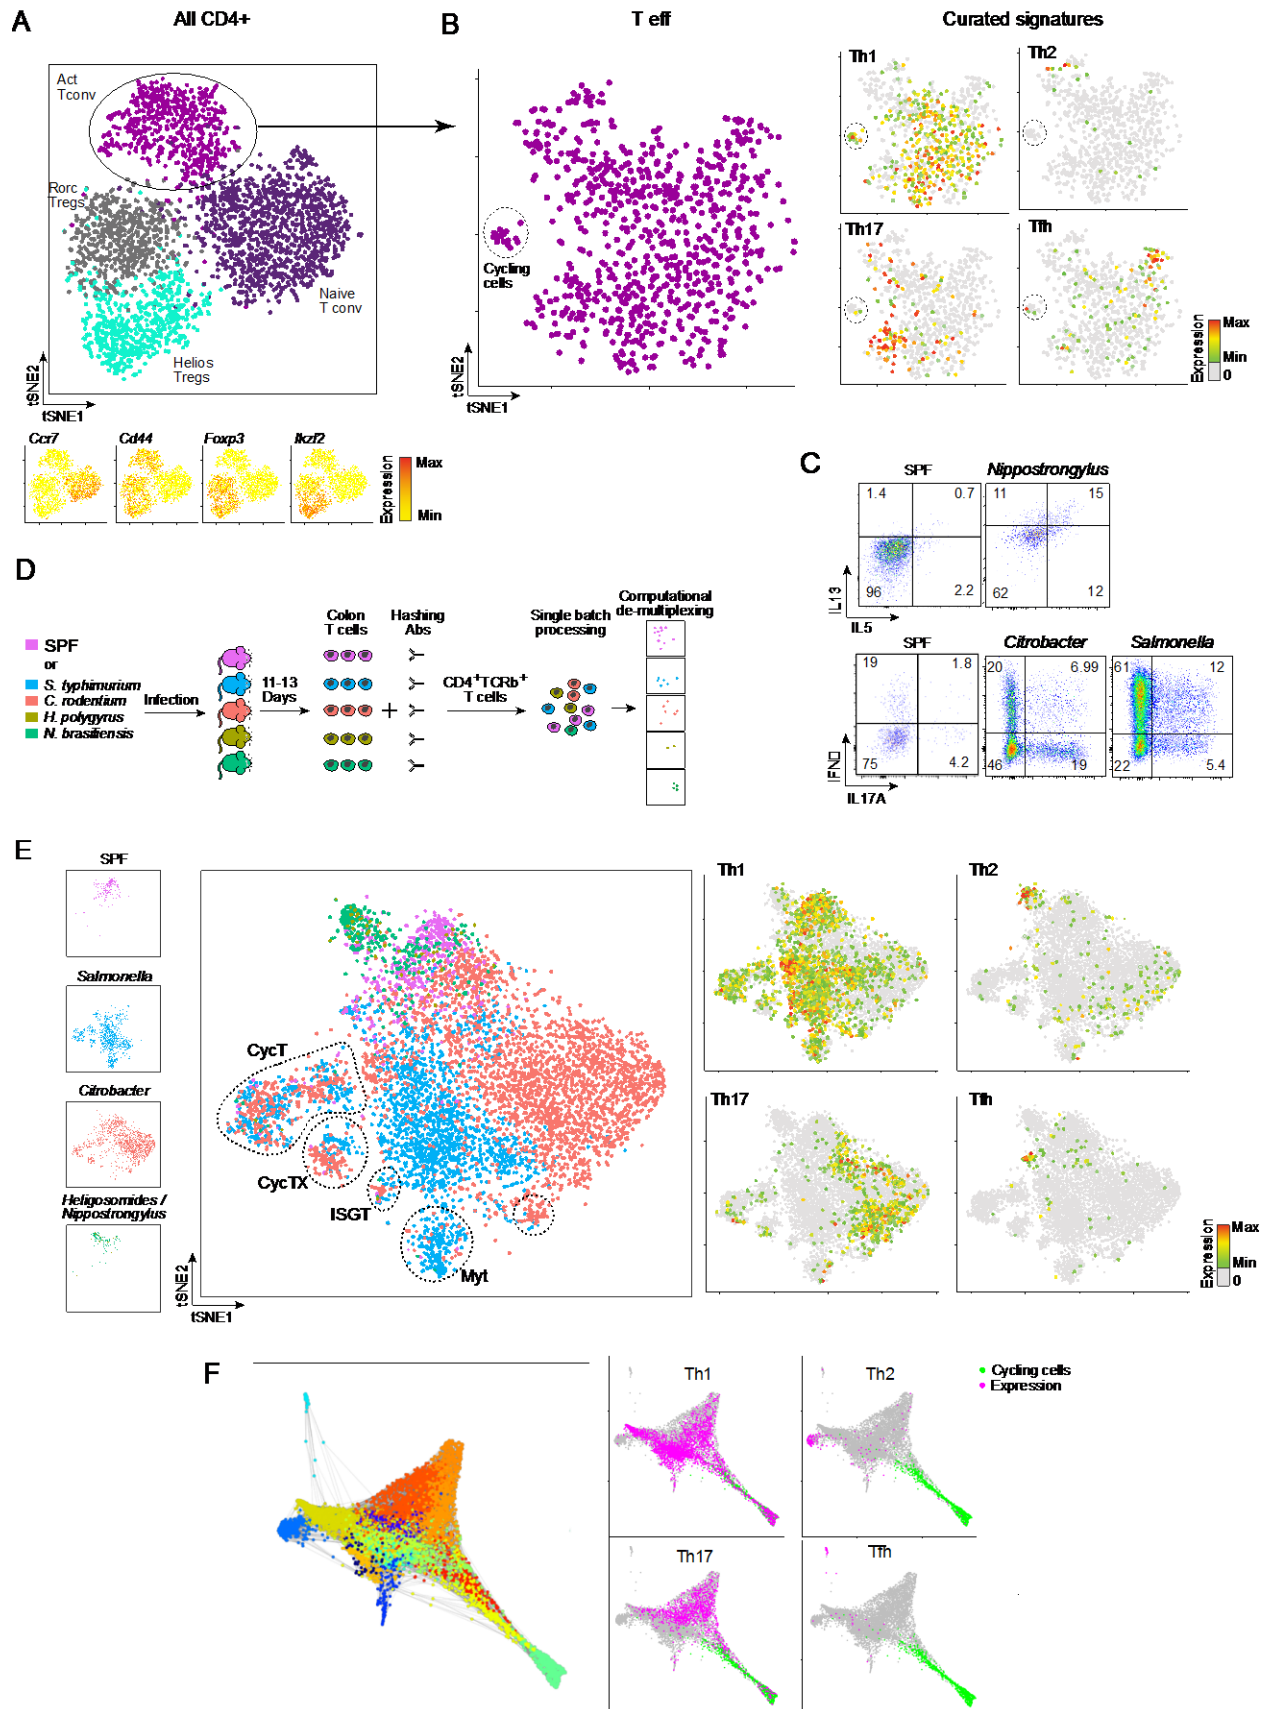 A
All CD4+
Act
Tconv
Rorc
Tregs
Naive
T conv
Helios
Tregs
tSNE2
tSNE1
Ccr7
Cd44
Foxp3
Ikzf2
Expression
Max
Min
B
T eff
Cycling
cells
tSNE2
tSNE1
Curated signatures
Th1
Th2
Th17
Tfh
Expression
Max
Min
0
C
SPF
Nippostrongylus
1.4
0.7
96
2.2
11
15
62
12
IL13
IL5
SPF
Citrobacter
Salmonella
19
1.8
75
4.2
20
6.99
46
19
61
12
22
5.4
IFN□
IL17A
D
SPF
or
S. typhimurium
C. rodentium
H. polygyrus
N. brasiliensis
Infection
11-13
Days
Colon
T cells
+
Hashing
Abs
CD4⁺TCRb⁺
T cells
Single batch
processing
Computational
de-multiplexing
E
SPF
Salmonella
Citrobacter
Heligosomides /
Nippostrongylus
CycT
CycTX
ISGT
Myt
tSNE2
tSNE1
Th1
Th2
Th17
Tfh
Expression
Max
Min
0
F
Th1
Th2
Cycling cells
Expression
Th17
Tfh